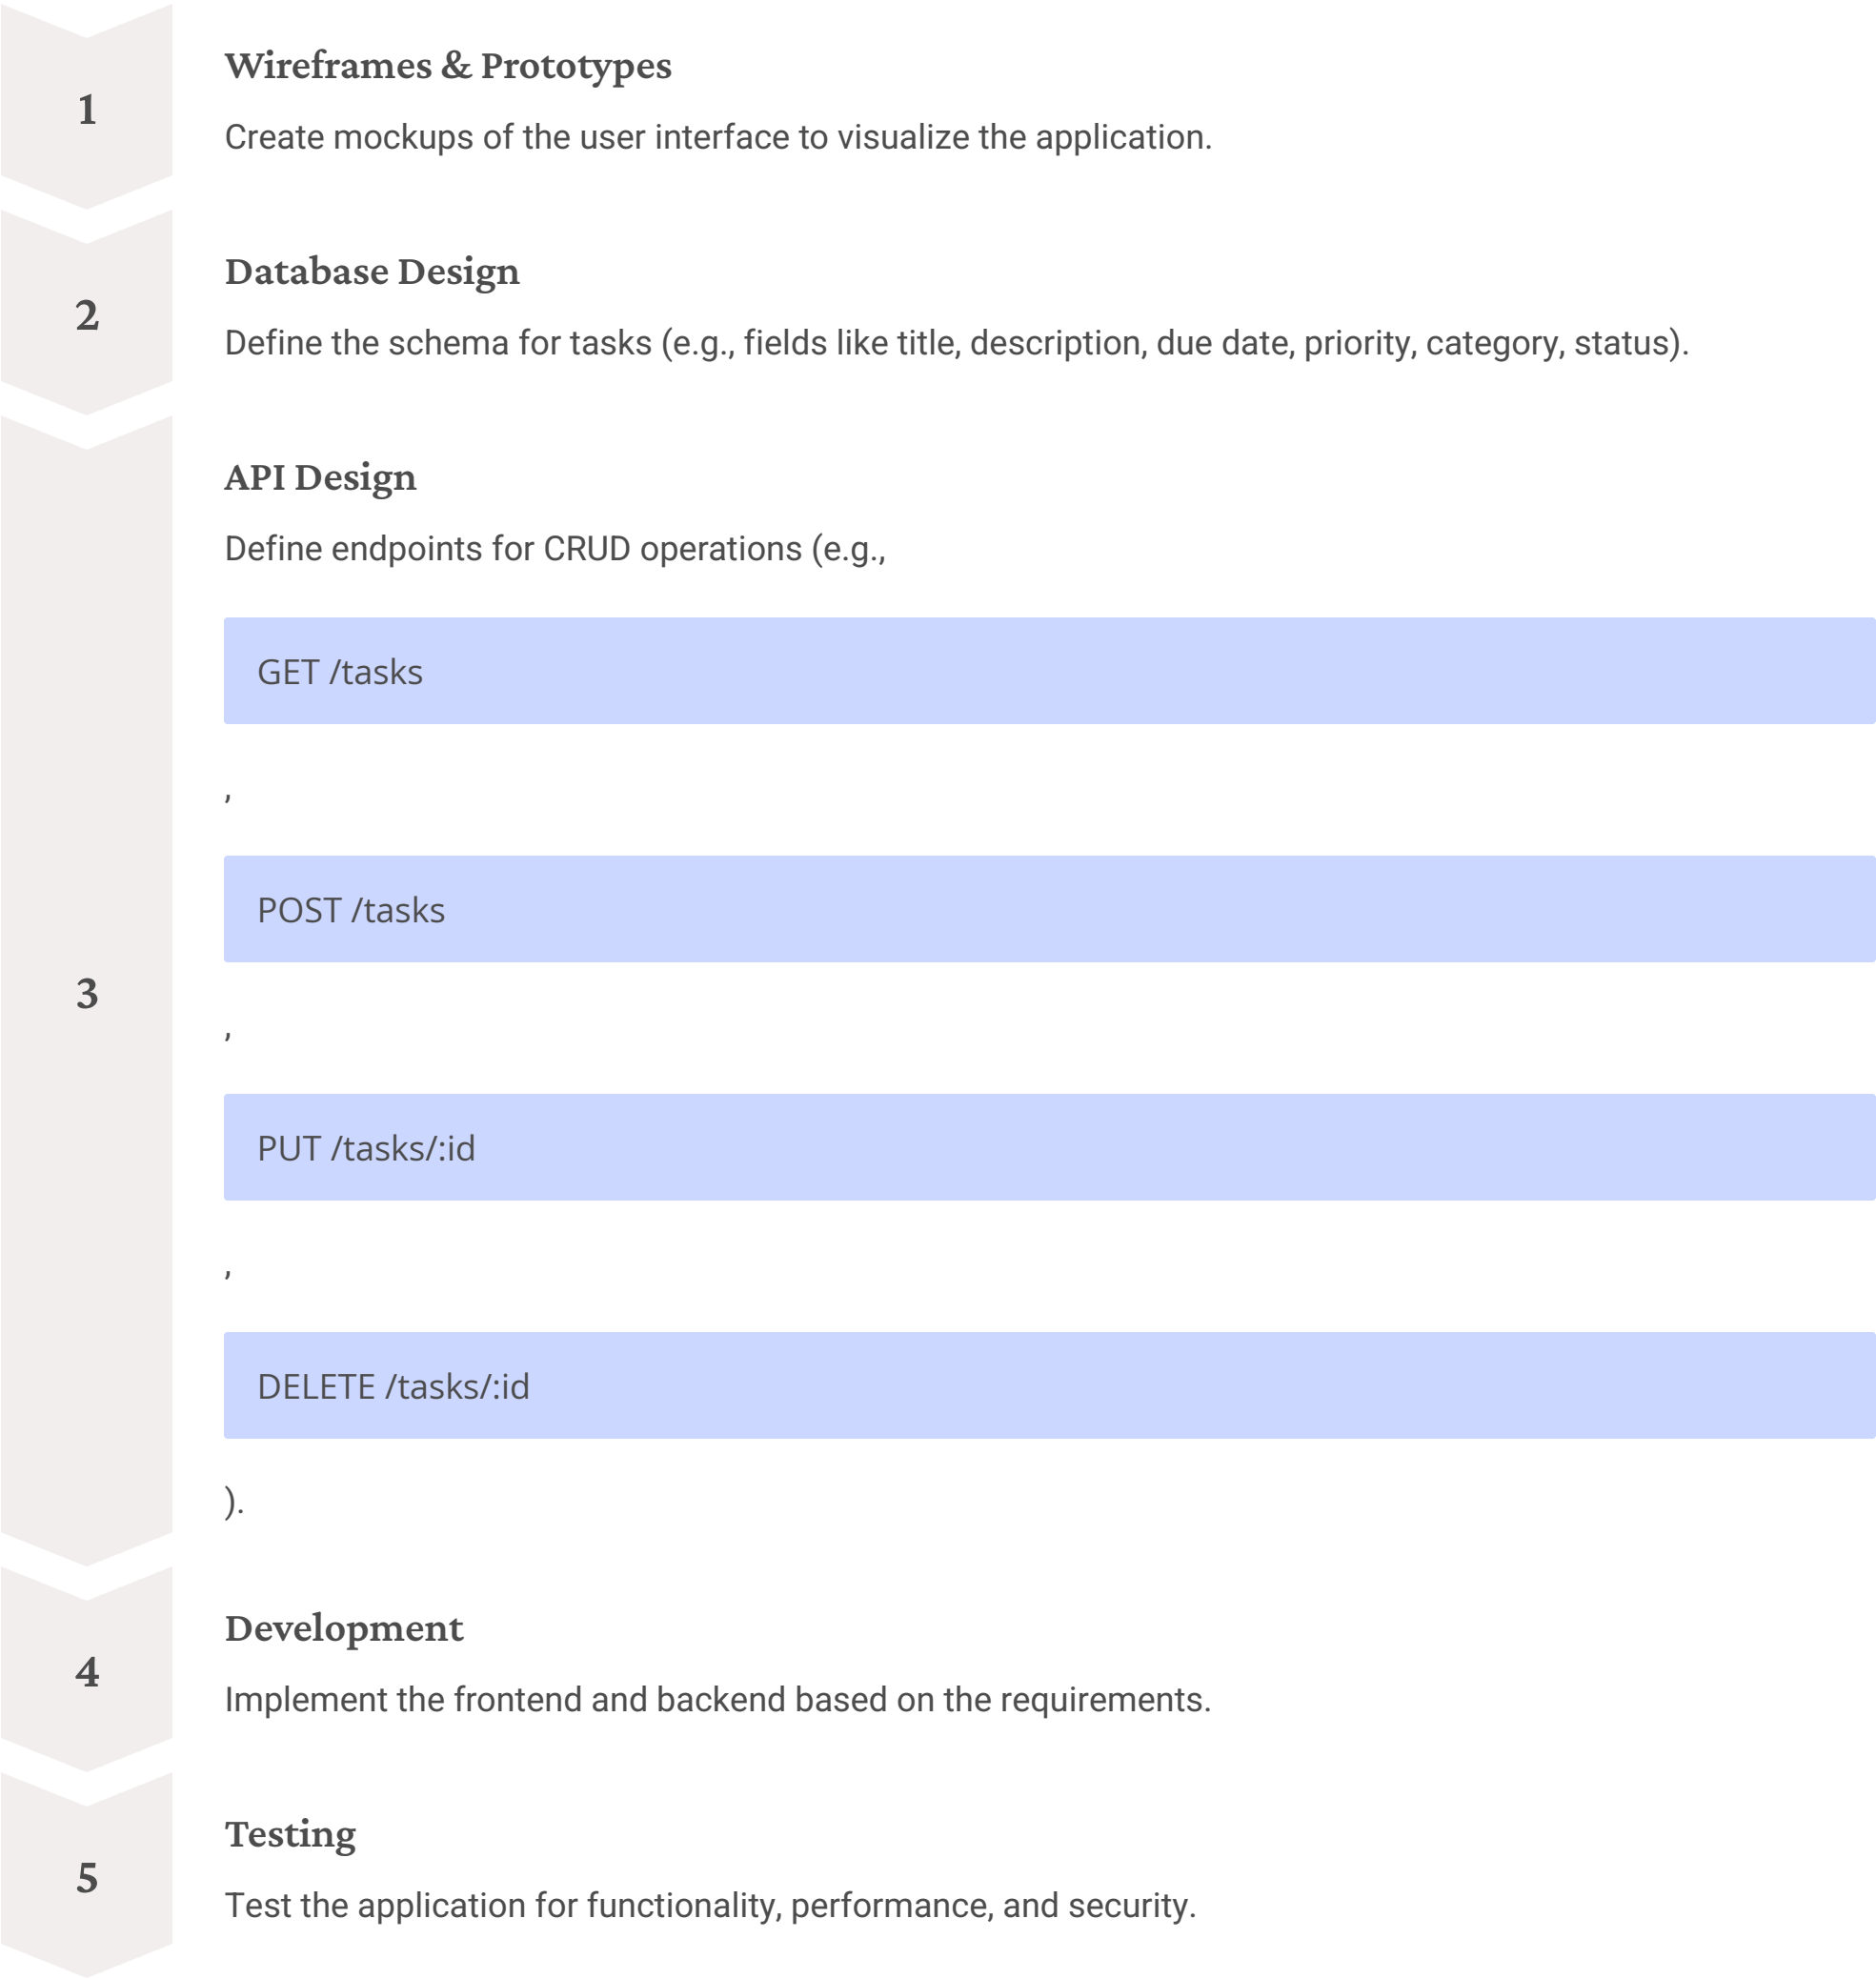 1
Wireframes & Prototypes
Create mockups of the user interface to visualize the application.
2
Database Design
Define the schema for tasks (e.g., fields like title, description, due date, priority, category, status).
3
API Design
Define endpoints for CRUD operations (e.g.,
GET /tasks
,
POST /tasks
,
PUT /tasks/:id
,
DELETE /tasks/:id
).
4
Development
Implement the frontend and backend based on the requirements.
5
Testing
Test the application for functionality, performance, and security.